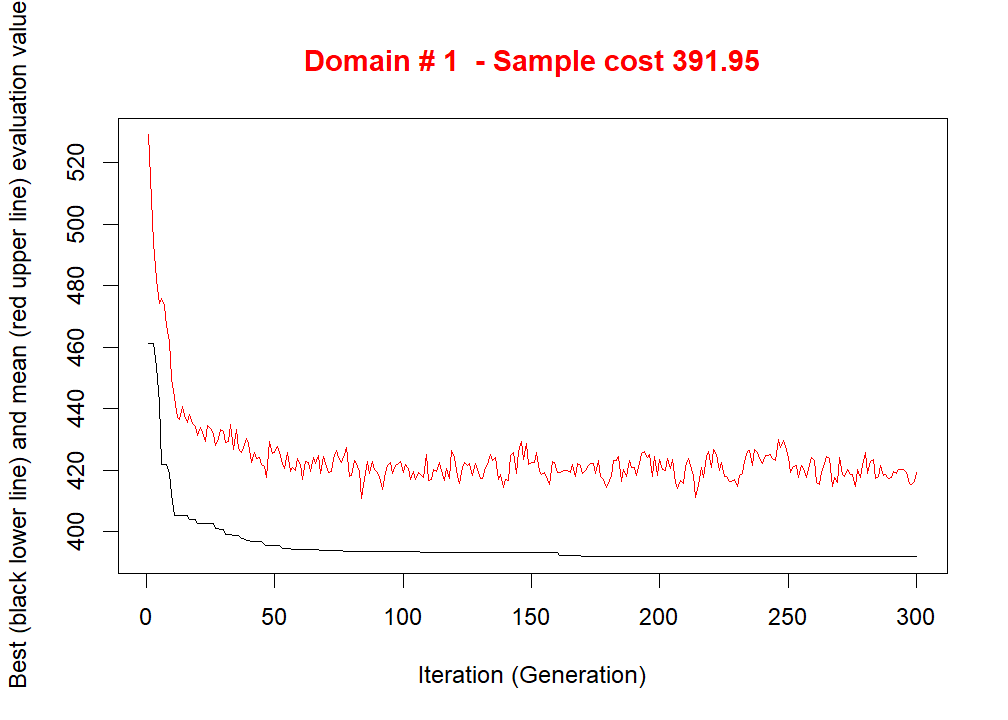 Domain # 1  - Sample cost 391.95
Best (black lower line) and mean (red upper line) evaluation value
520
500
480
460
440
420
400
0 50 100 150 200 250 300
Iteration (Generation)